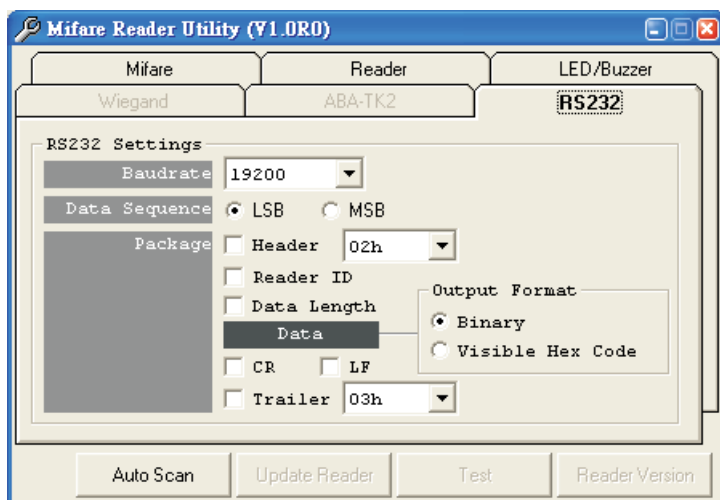 Mifare Reader Utility (V1.0R0)
Mifare Reader LED/Buzzer
Wiegand ABA-TK2 RS232
RS232 Settings
Baudrate 19200
Data Sequence LSB MSB
Package Header 02h
Reader ID
Data Length
Output Format
Data
Binary
Visible Hex Code
CR LF
Trailer 03h
Auto Scan Update Reader Test Reader Version